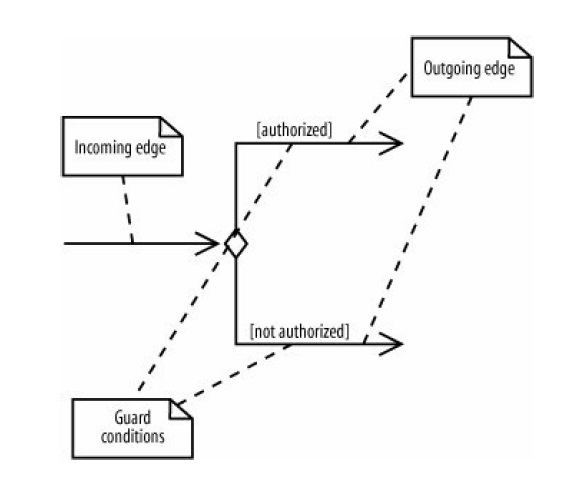 Outgoing edge
[authorized]
Incoming edge
[not authorized]
Guard
conditions